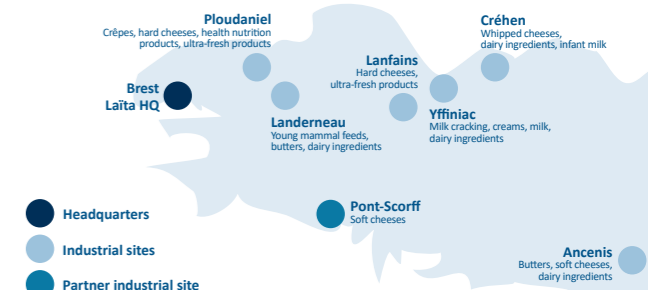 Ploudaniel
Crêpes, hard cheeses, health nutrition
products, ultra-fresh products
Créhen
Whipped cheeses,
dairy ingredients, infant milk
Lanfains
Hard cheeses,
ultra-fresh products
Brest
Laïta HQ
Landerneau
Young mammal feeds,
butters, dairy ingredients
Yffiniac
Milk cracking, creams, milk,
dairy ingredients
Pont-Scorff
Soft cheeses
Headquarters
Industrial sites
Partner industrial site
Ancenis
Butters, soft cheeses,
dairy ingredients